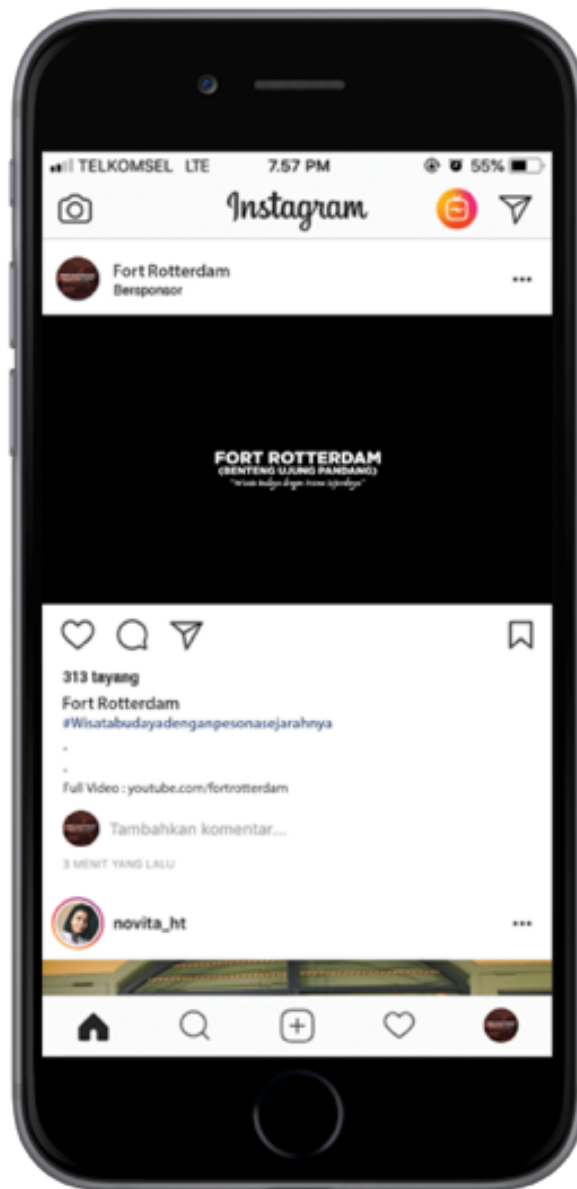 TELKOMSEL LTE 7.57 PM 55%
Instagram
Fort Rotterdam
Bersponsor
FORT ROTTERDAM
(BENTENG UJUNG PANDANG)
313 tayang
Fort Rotterdam
#Wisatabudayadenganpesonasejarahnya
.
.
Full Video : youtube.com/fortrotterdam
Tambahkan komentar...
3 MENIT YANG LALU
novita_ht